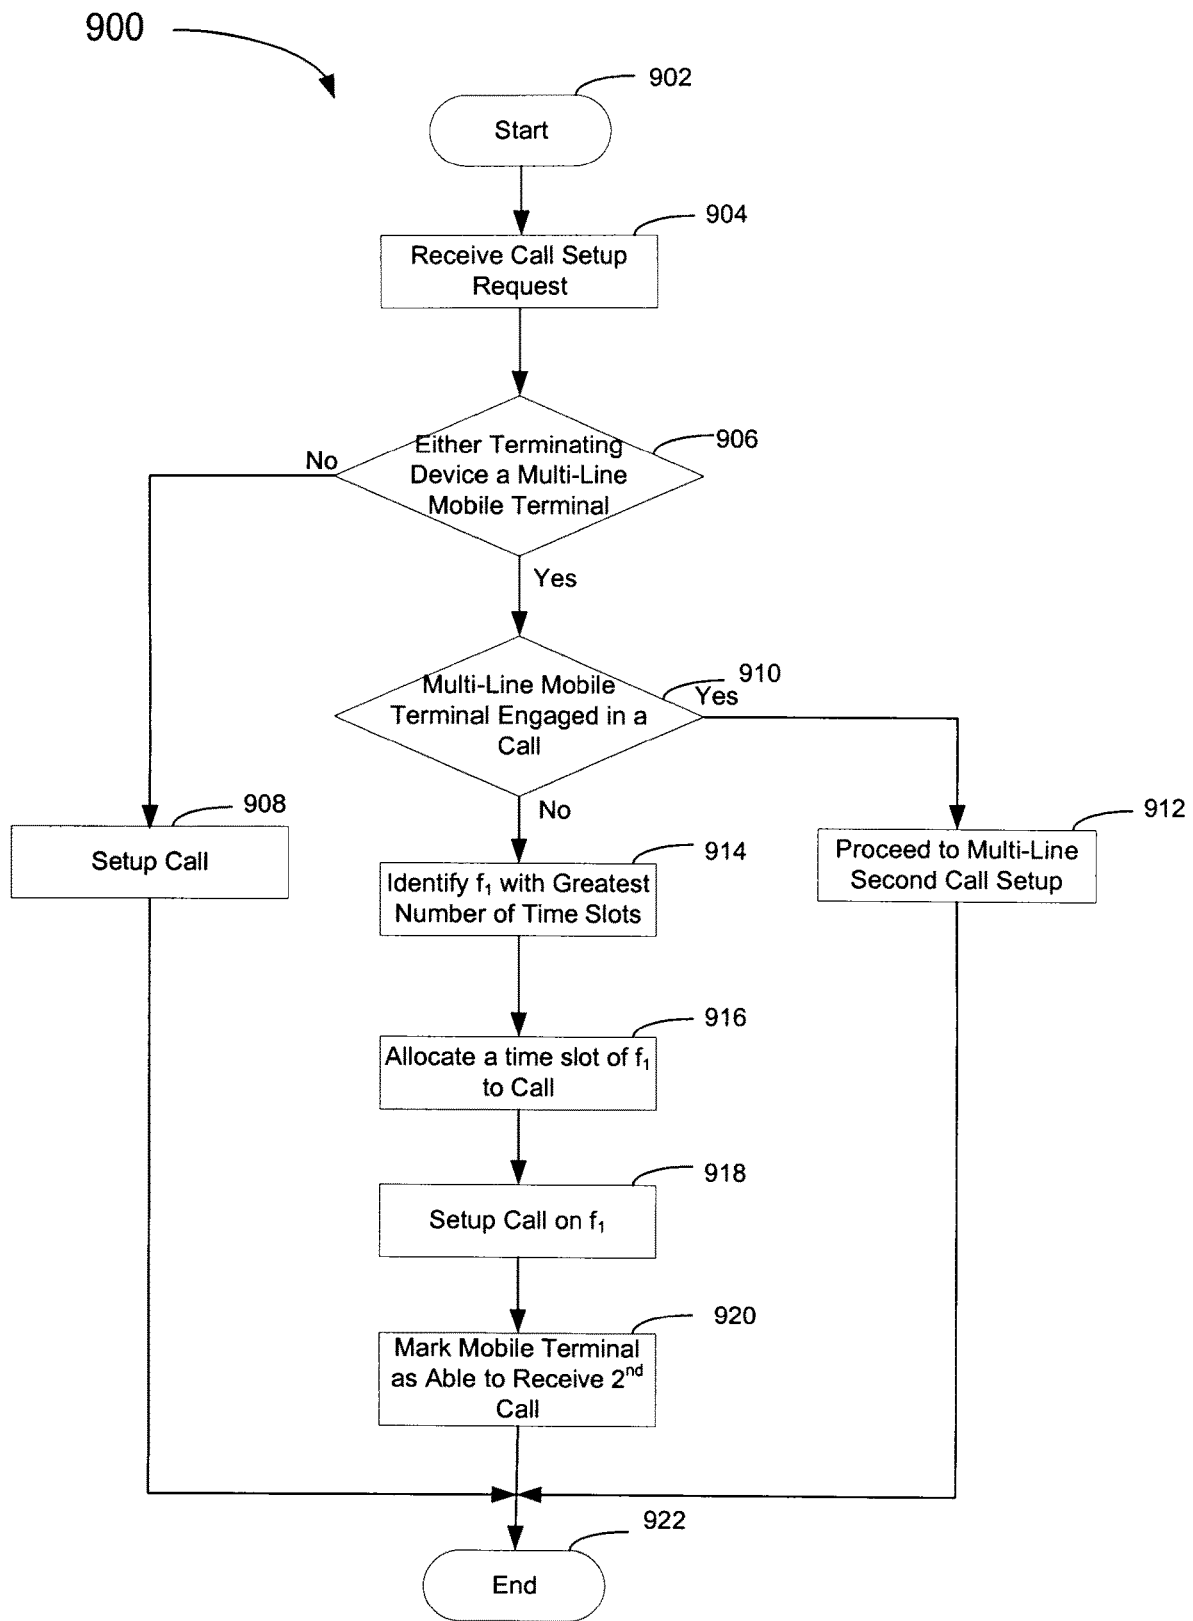 900
902
Start
904
Receive Call Setup
Request
906
Either Terminating
Device a Multi-Line
Mobile Terminal
No
Yes
910
Multi-Line Mobile
Terminal Engaged in a
Call
Yes
No
908
Setup Call
912
Proceed to Multi-Line
Second Call Setup
914
Identify f₁ with Greatest
Number of Time Slots
916
Allocate a time slot of f₁
to Call
918
Setup Call on f₁
920
Mark Mobile Terminal
as Able to Receive 2ⁿᵈ
Call
922
End